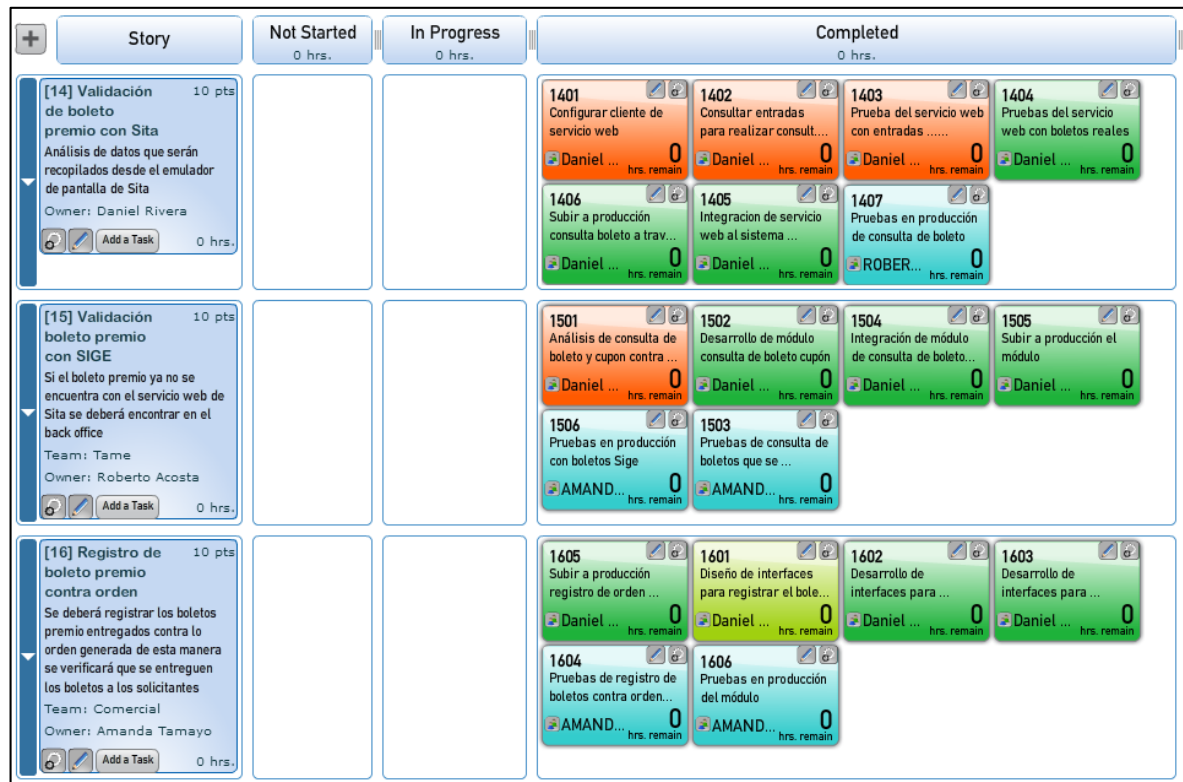 +
Story
Not Started
0 hrs.
In Progress
0 hrs.
Completed
0 hrs.
[14] Validación
10 pts
de boleto
premio con Sita
Análisis de datos que serán
recopilados desde el emulador
de pantalla de Sita
Owner: Daniel Rivera
Add a Task
0 hrs.
1401
Configurar cliente de
servicio web
Daniel ...
0
hrs. remain
1402
Consultar entradas
para realizar consult....
Daniel ...
0
hrs. remain
1403
Prueba del servicio web
con entradas ......
Daniel ...
0
hrs. remain
1404
Pruebas del servicio
web con boletos reales
Daniel ...
0
hrs. remain
1406
Subir a producción
consulta boleto a trav...
Daniel ...
0
hrs. remain
1405
Integracion de servicio
web al sistema ...
Daniel ...
0
hrs. remain
1407
Pruebas en producción
de consulta de boleto
ROBER...
0
hrs. remain
[15] Validación
10 pts
boleto premio
con SIGE
Si el boleto premio ya no se
encuentra con el servicio web de
Sita se deberá encontrar en el
back office
Team: Tame
Owner: Roberto Acosta
Add a Task
0 hrs.
1501
Análisis de consulta de
boleto y cupon contra ...
Daniel ...
0
hrs. remain
1502
Desarrollo de módulo
consulta de boleto cupón
Daniel ...
0
hrs. remain
1504
Integración de módulo
de consulta de boleto...
Daniel ...
0
hrs. remain
1505
Subir a producción el
módulo
Daniel ...
0
hrs. remain
1506
Pruebas en producción
con boletos Sige
AMAND...
0
hrs. remain
1503
Pruebas de consulta de
boletos que se ...
AMAND...
0
hrs. remain
[16] Registro de
10 pts
boleto premio
contra orden
Se deberá registrar los boletos
premio entregados contra lo
orden generada de esta manera
se verificará que se entreguen
los boletos a los solicitantes
Team: Comercial
Owner: Amanda Tamayo
Add a Task
0 hrs.
1605
Subir a producción
registro de orden ...
Daniel ...
0
hrs. remain
1601
Diseño de interfaces
para registrar el bole...
Daniel ...
0
hrs. remain
1602
Desarrollo de
interfaces para ...
Daniel ...
0
hrs. remain
1603
Desarrollo de
interfaces para ...
Daniel ...
0
hrs. remain
1604
Pruebas de registro de
boletos contra orden...
AMAND...
0
hrs. remain
1606
Pruebas en producción
del módulo
AMAND...
0
hrs. remain